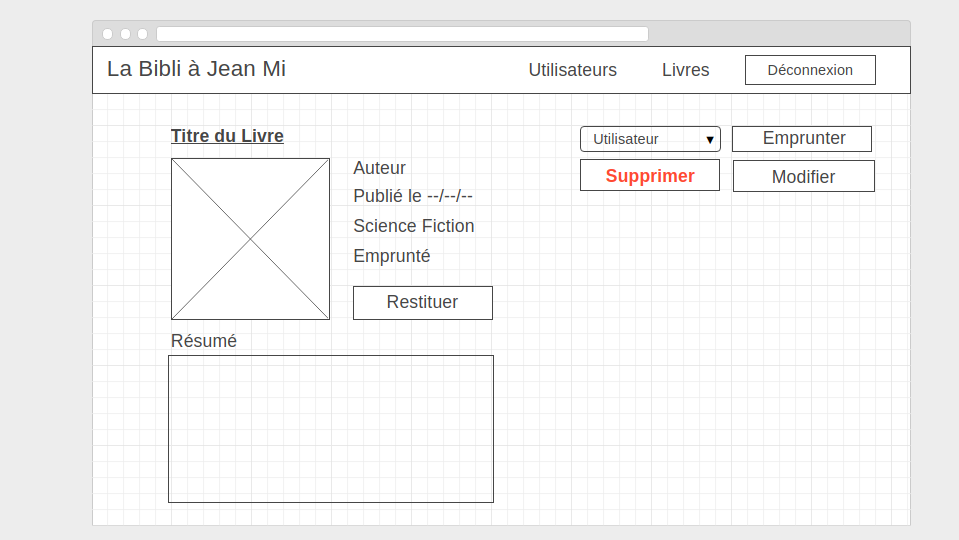 La Bibli à Jean Mi
Utilisateurs
Livres
Déconnexion
Titre du Livre
Auteur
Publié le --/--/--
Science Fiction
Emprunté
Restituer
Résumé
Utilisateur
Emprunter
Supprimer
Modifier